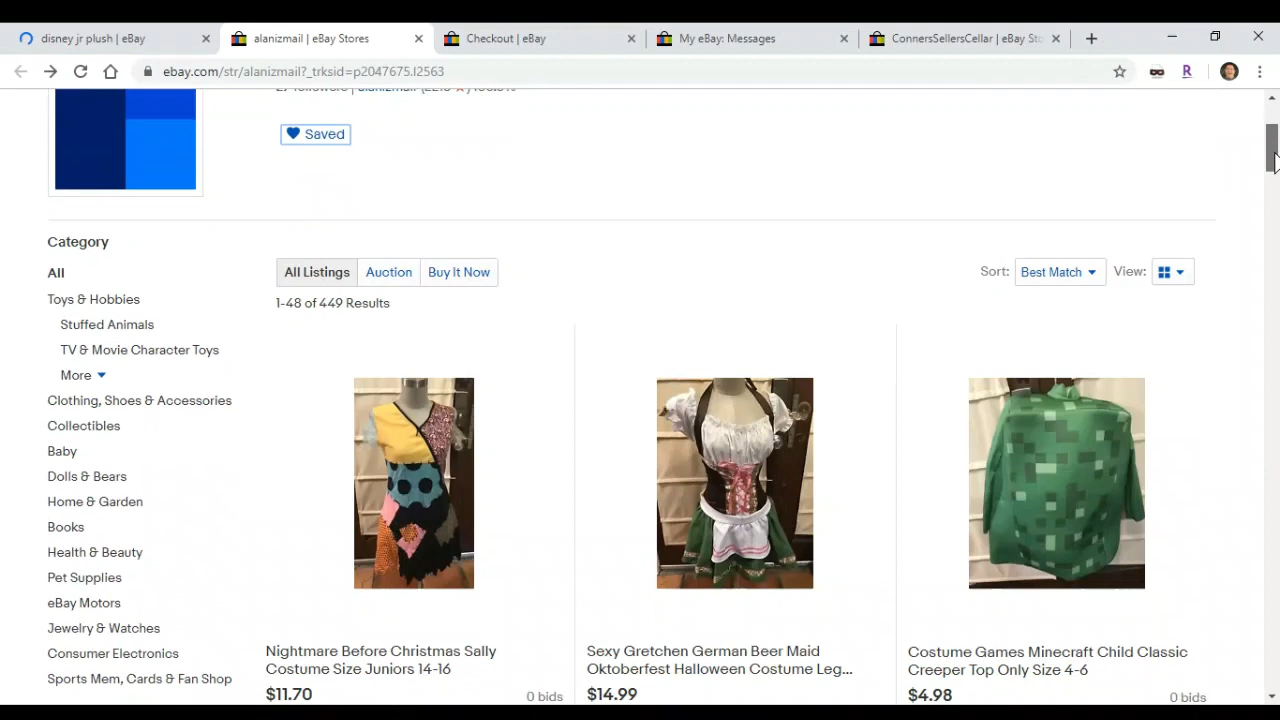 disney jr plush | eBay
alanizmail | eBay Stores
Checkout | eBay
My eBay: Messages
ConnersSellersCellar | eBay Sto
ebay.com/str/alanizmail?_trksid=p2047675.l2563
R
Saved
Category
All
Toys & Hobbies
Stuffed Animals
TV & Movie Character Toys
More
Clothing, Shoes & Accessories
Collectibles
Baby
Dolls & Bears
Home & Garden
Books
Health & Beauty
Pet Supplies
eBay Motors
Jewelry & Watches
Consumer Electronics
Sports Mem, Cards & Fan Shop
All Listings
Auction
Buy It Now
Sort:
Best Match
View:
1-48 of 449 Results
Nightmare Before Christmas Sally
Costume Size Juniors 14-16
$11.70
0 bids
Sexy Gretchen German Beer Maid
Oktoberfest Halloween Costume Leg...
$14.99
Costume Games Minecraft Child Classic
Creeper Top Only Size 4-6
$4.98
0 bids